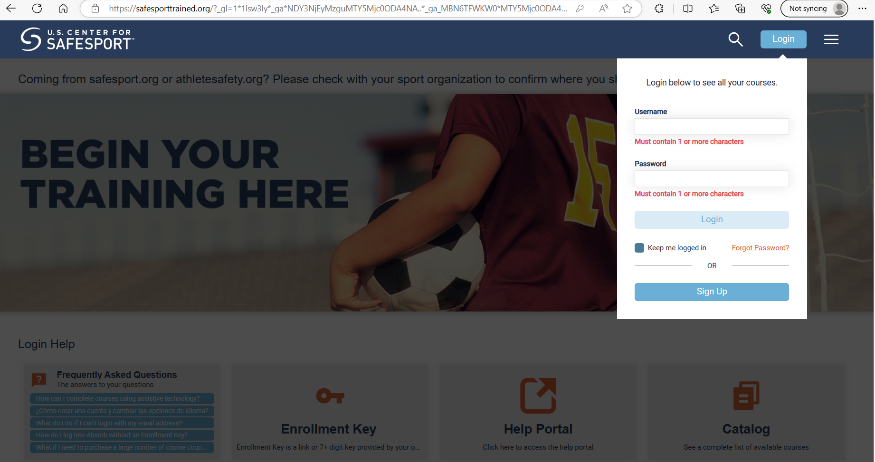 https://safesporttrained.org/?_gl=1*1lsw3ly*_ga*NDY3NjEyMzguMTY5Mjc0ODA4NA..*_ga_MBN6TFWKW0*MTY5Mjc0ODA4...
Not syncing
U.S. CENTER FOR
SAFESPORT
Login
Coming from safesport.org or athletesafety.org? Please check with your sport organization to confirm where you sh
BEGIN YOUR
TRAINING HERE
15
Login below to see all your courses.
Username
Must contain 1 or more characters
Password
Must contain 1 or more characters
Login
Keep me logged in
Forgot Password?
OR
Sign Up
Login Help
Frequently Asked Questions
The answers to your questions
How can I complete courses using assistive technology?
¿Cómo crear una cuenta y cambiar las opciones de idioma?
What do I do if I can't login with my email address?
How do I log into Absorb without an Enrollment Key?
What if I need to purchase a large number of course
Enrollment Key
Enrollment Key is a link or 7+ digit key provided by your o...
Help Portal
Click here to access the help portal
Catalog
See a complete list of available courses